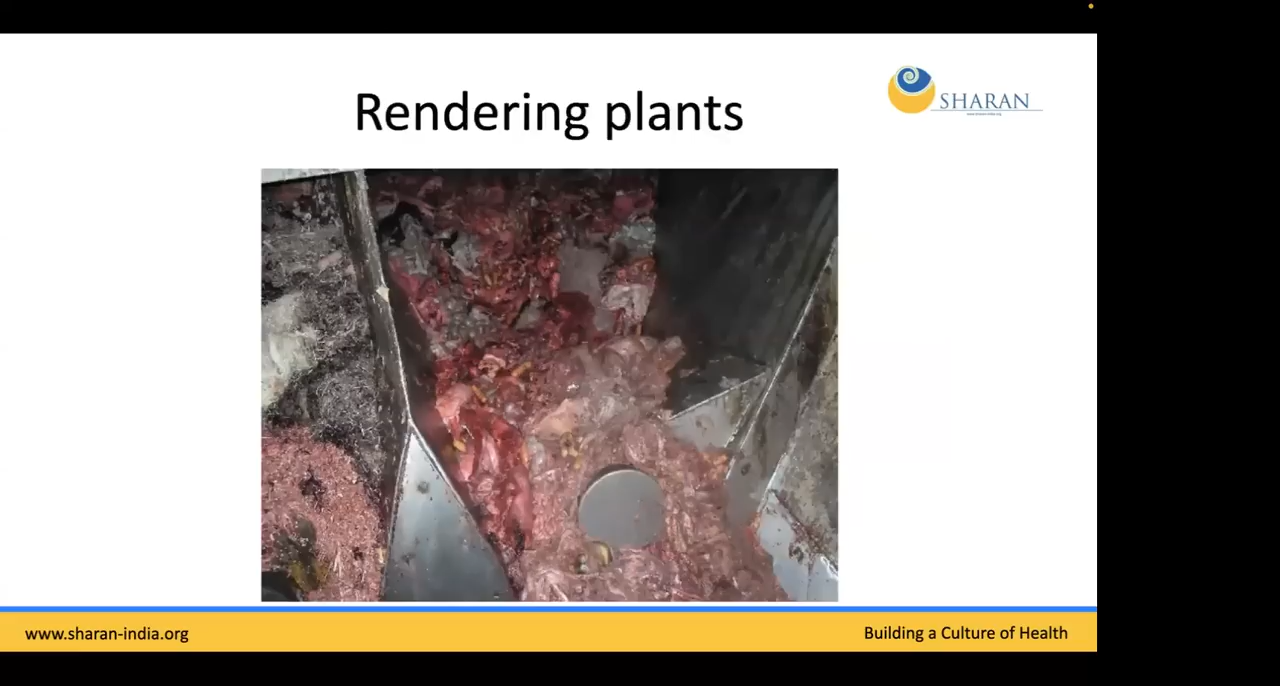 Rendering plants
SHARAN
www.sharan-india.org
Building a Culture of Health